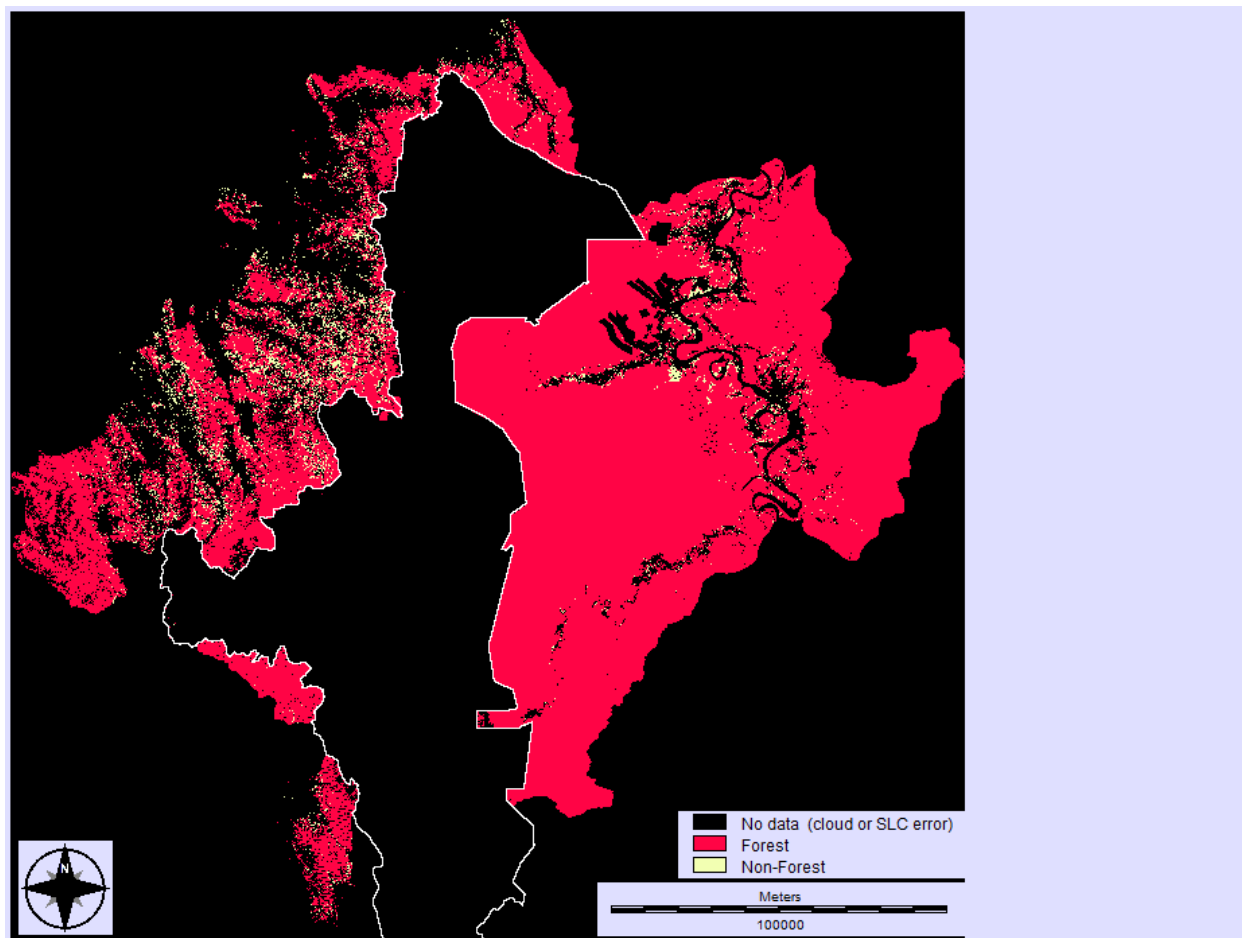 No data (cloud or SLC error)
Forest
Non-Forest
N
Meters
100000